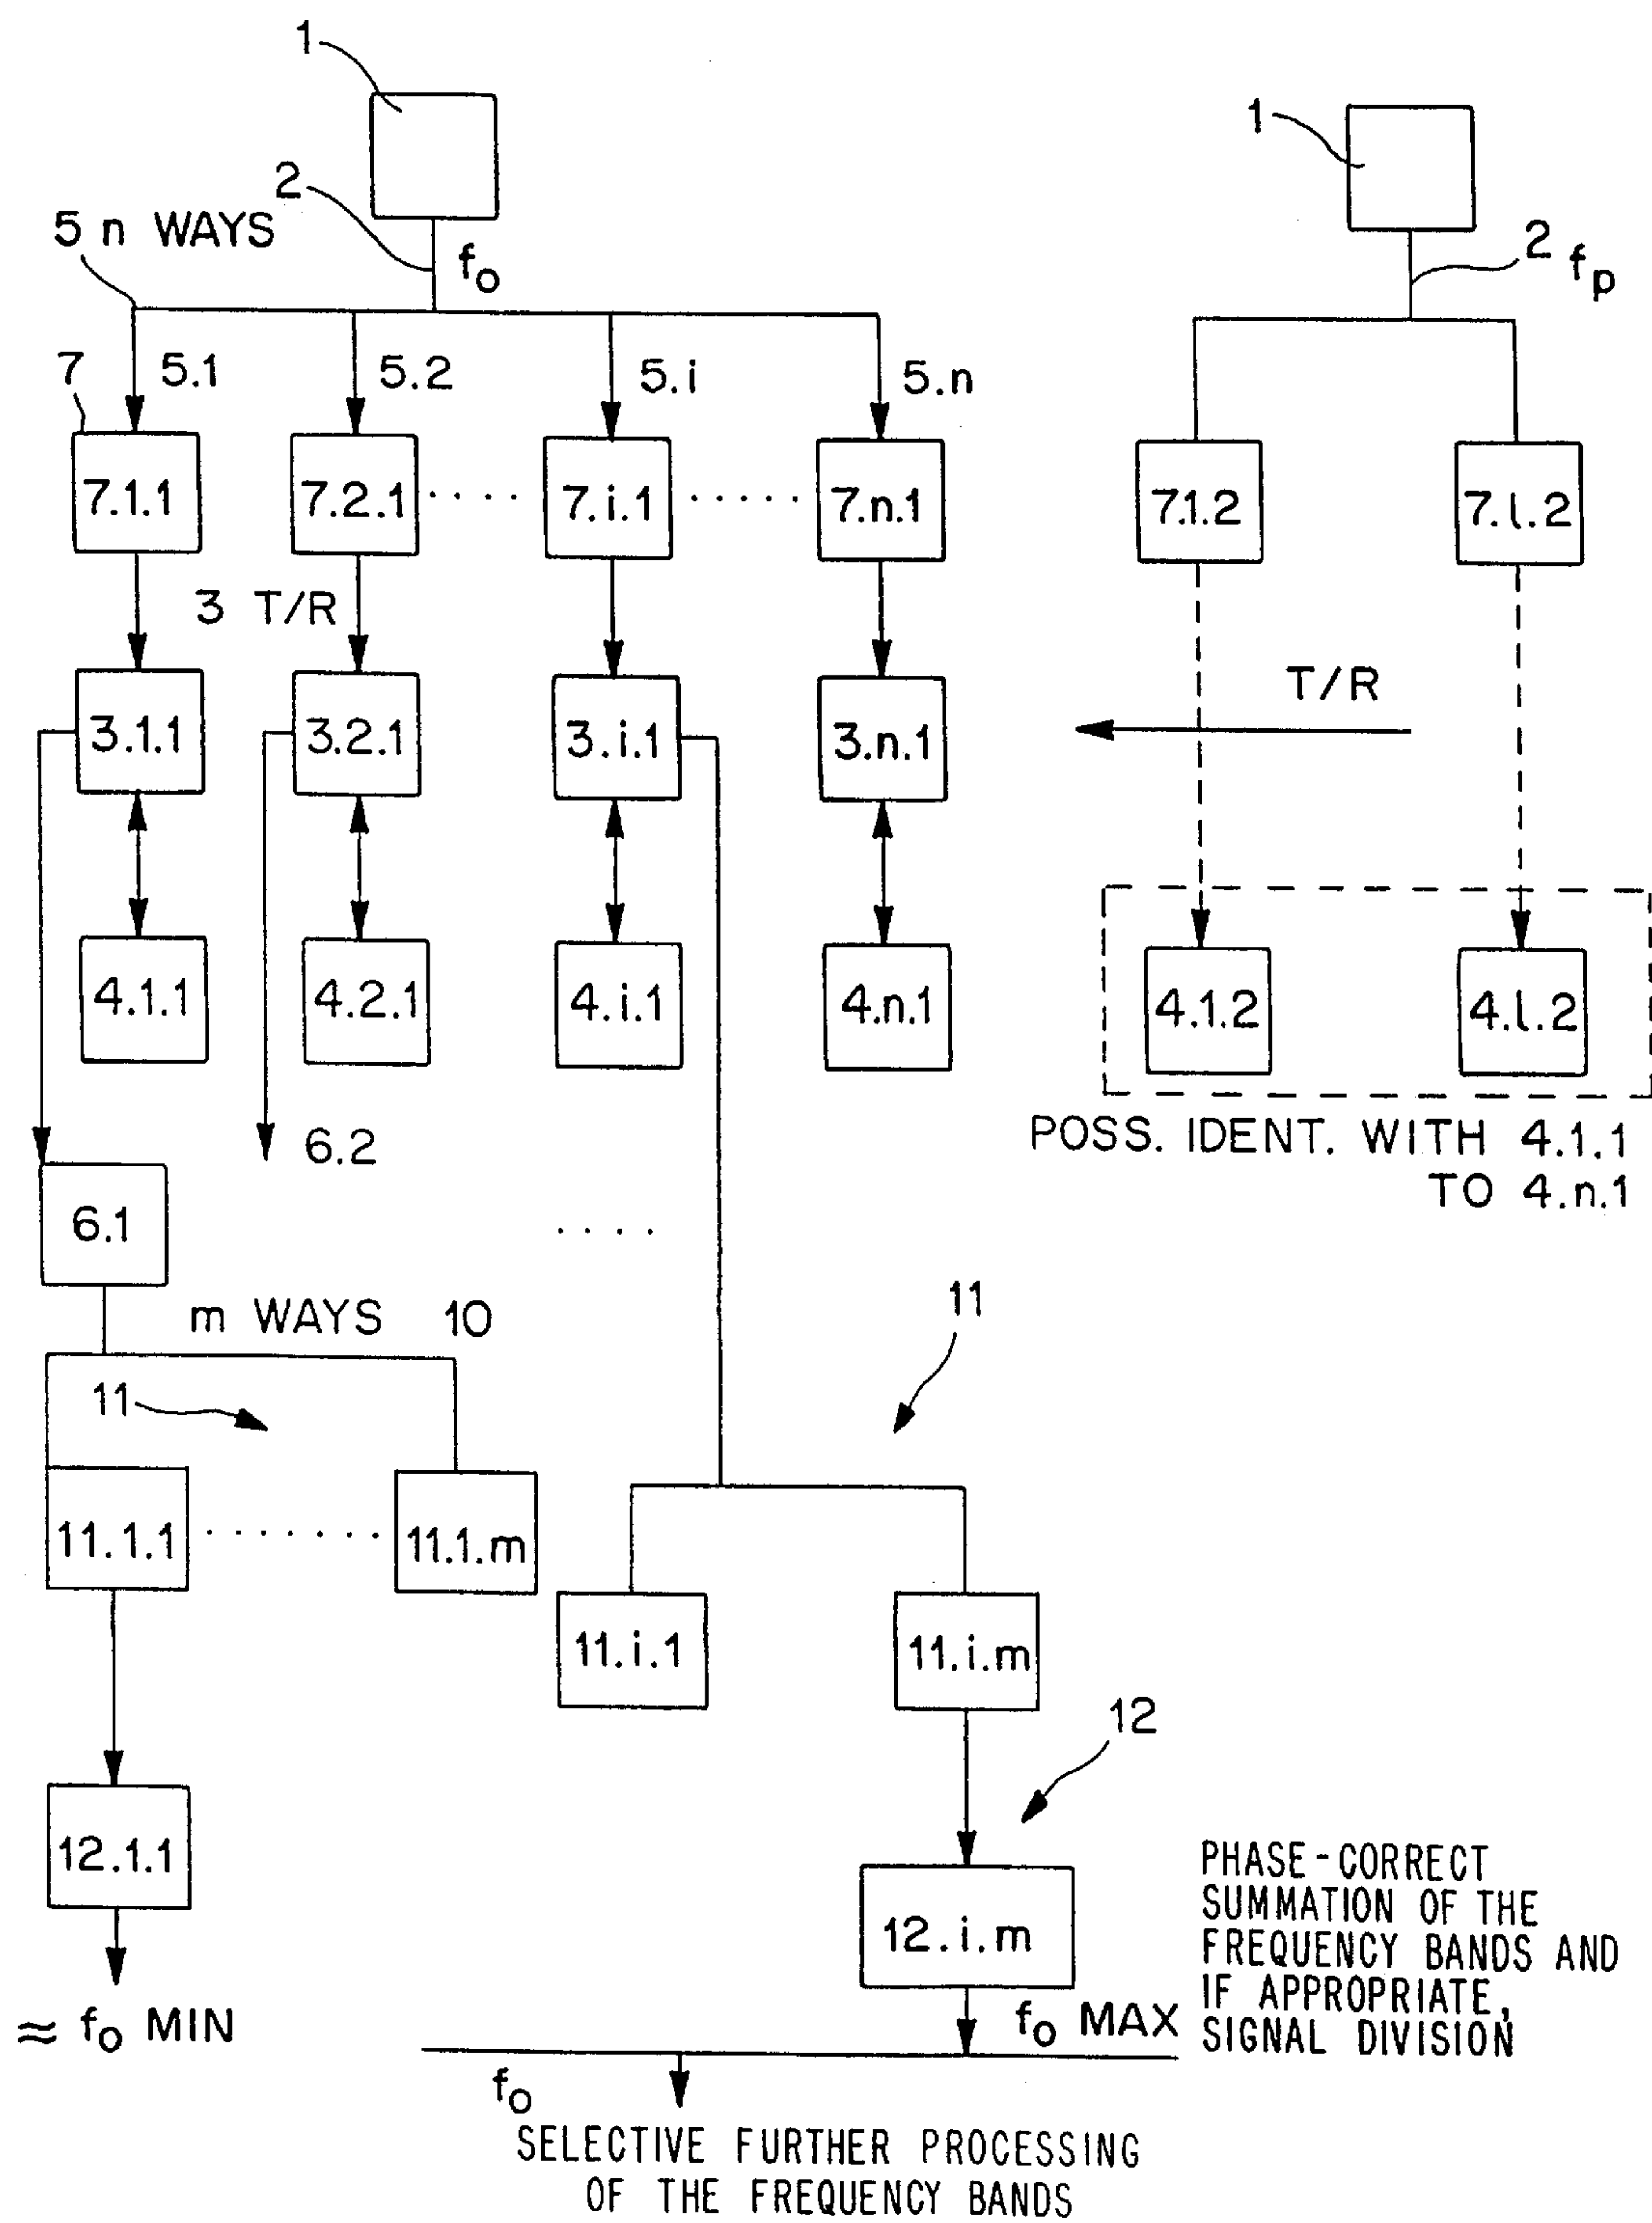 1
1
2
5 n WAYS
fo
2 fp
7 5.1 5.2 5.i 5.n
7.1.1 7.2.1 7.i.1 7.n.1 7.1.2 7.l.2
3 T/R
T/R
3.1.1 3.2.1 3.i.1 3.n.1
4.1.1 4.2.1 4.i.1 4.n.1 4.1.2 4.l.2
POSS. IDENT. WITH 4.1.1
TO 4.n.1
6.2
6.1
m WAYS 10
11
11
11.1.1 11.1.m
11.i.1 11.i.m
12
12.1.1
12.i.m
PHASE-CORRECT
SUMMATION OF THE
FREQUENCY BANDS AND
IF APPROPRIATE,
SIGNAL DIVISION
≈ fo MIN
fo MAX
fo
SELECTIVE FURTHER PROCESSING
OF THE FREQUENCY BANDS